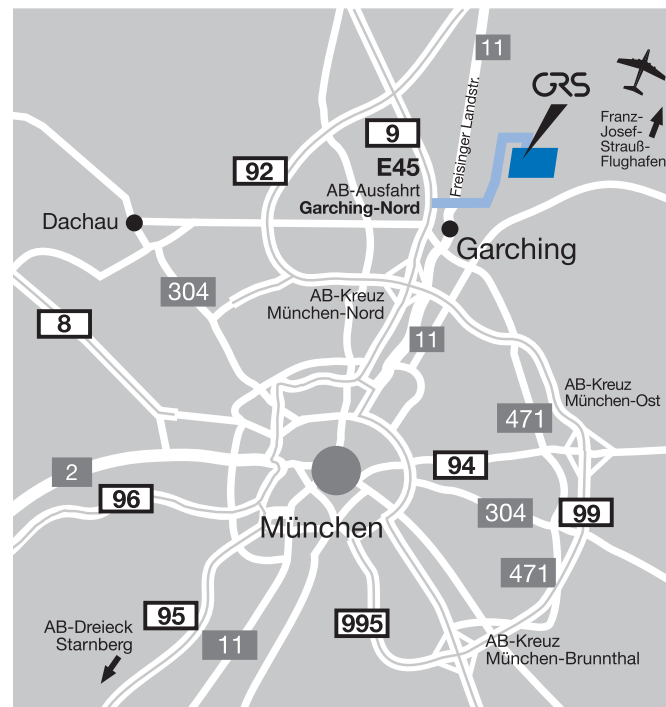 11
GRS
9
Freisinger Landstr.
Franz-
Josef-
Strauß-
Flughafen
92
E45
AB-Ausfahrt
Garching-Nord
Dachau
Garching
304
AB-Kreuz
München-Nord
8
11
AB-Kreuz
München-Ost
471
2
94
96
304
99
München
471
95
995
AB-Dreieck
Starnberg
11
AB-Kreuz
München-Brunnthal